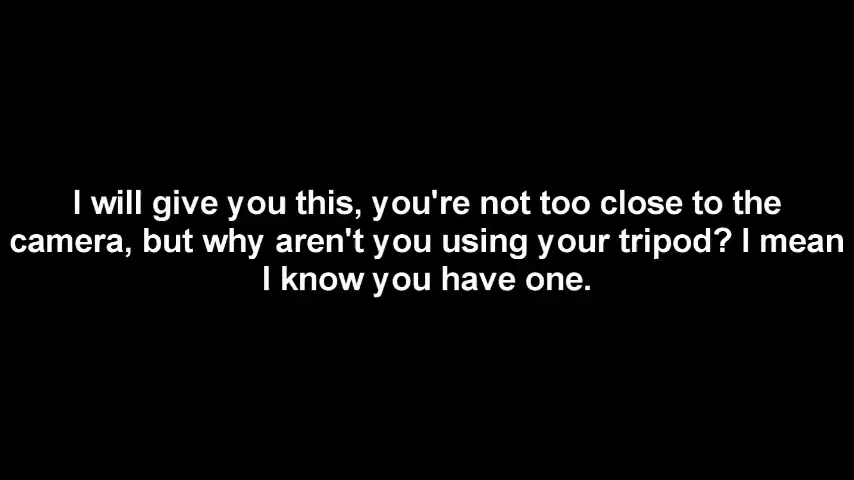 I will give you this, you're not too close to the
camera, but why aren't you using your tripod? I mean
I know you have one.